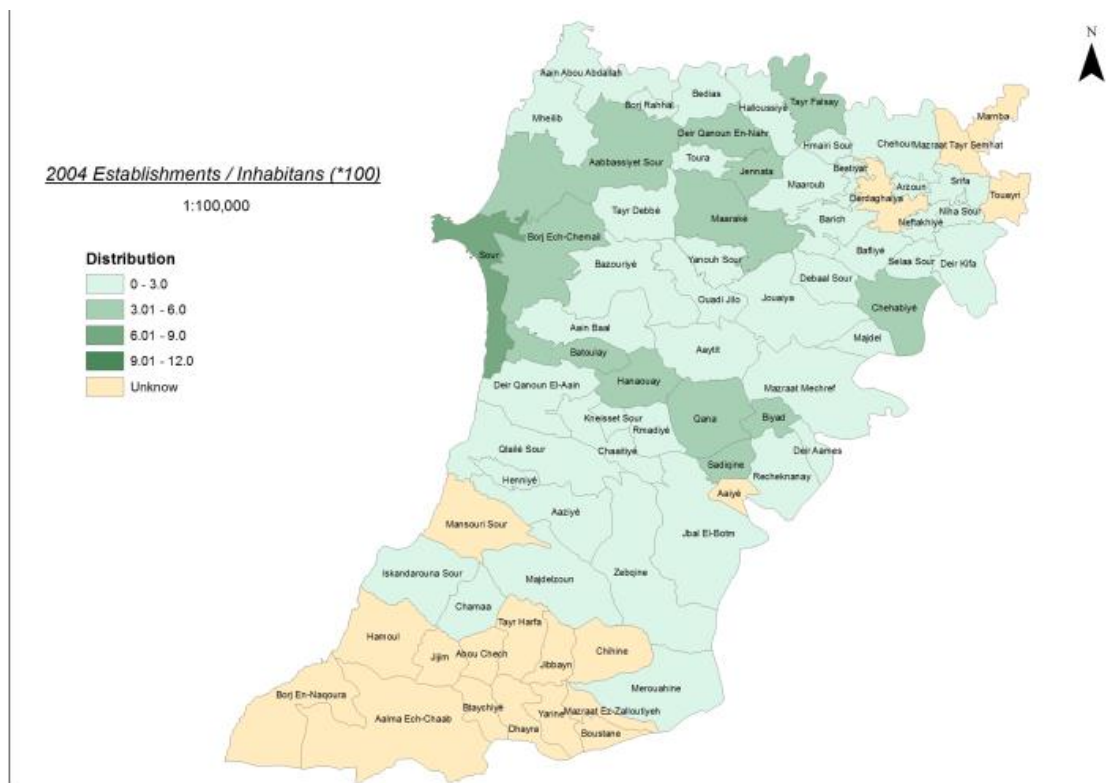 N
2004 Establishments / Inhabitans (*100)
1:100,000
Distribution
0 - 3.0
3.01 - 6.0
6.01 - 9.0
9.01 - 12.0
Unknow
Aain Abou Abdallah
Mheilib
Borj Rahhal
Bedias
Halloussiyé
Tayr Falsay
Mamba
Deir Qanoun En-Nahr
Chehour
Mazraat Tayr Semhat
Hmairi Sour
Aabbassiyet Sour
Toura
Jennata
Bestiyat
Maaroub
Derdaghaiya
Arzoun
Srifa
Touayri
Niha Sour
Neftakhiyé
Tayr Debbé
Maaraké
Barich
Borj Ech-Chemali
Sour
Bazouriyé
Yanouh Sour
Bafliyé
Selaa Sour
Deir Kifa
Debaal Sour
Ouadi Jilo
Jouaiya
Chehabiyé
Aain Baal
Majdel
Batoulay
Aaytit
Deir Qanoun El-Aain
Hanaouay
Mazraat Mechref
Kneisset Sour
Qana
Biyad
Rmadiyé
Qlailé Sour
Chaaitiyé
Deir Aames
Sadiqine
Recheknanay
Henniyé
Aaiyé
Aaziyé
Mansouri Sour
Jbal El-Botm
Iskandarouna Sour
Majdelzoun
Zebqine
Chamaa
Tayr Harfa
Hamoul
Jijim
Abou Chech
Jibbayn
Chihine
Merouahine
Borj En-Naqoura
Aalma Ech-Chaab
Btaychiyé
Dhayra
Yarine
Mazraat Ez-Zalloutiyeh
Boustane